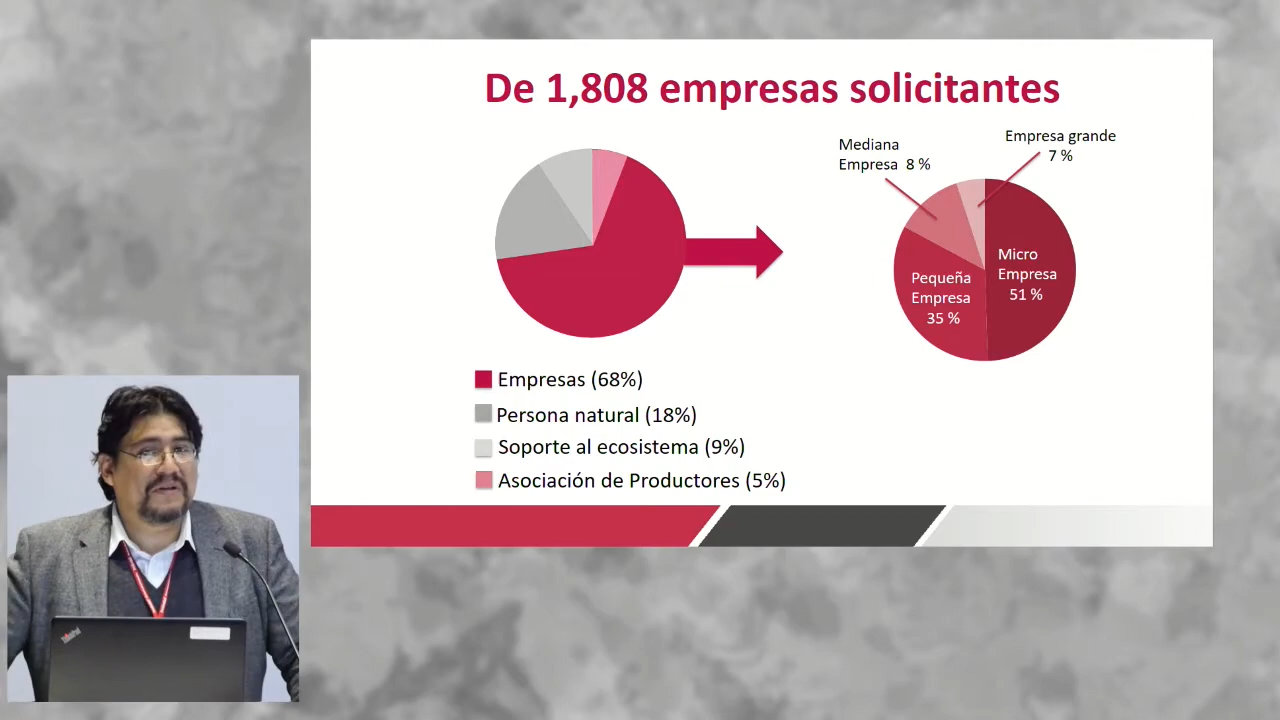 De 1,808 empresas solicitantes
Mediana
Empresa 8 %
Empresa grande
7 %
Micro
Empresa
51 %
Pequeña
Empresa
35 %
Empresas (68%)
Persona natural (18%)
Soporte al ecosistema (9%)
Asociación de Productores (5%)
ThinkPad